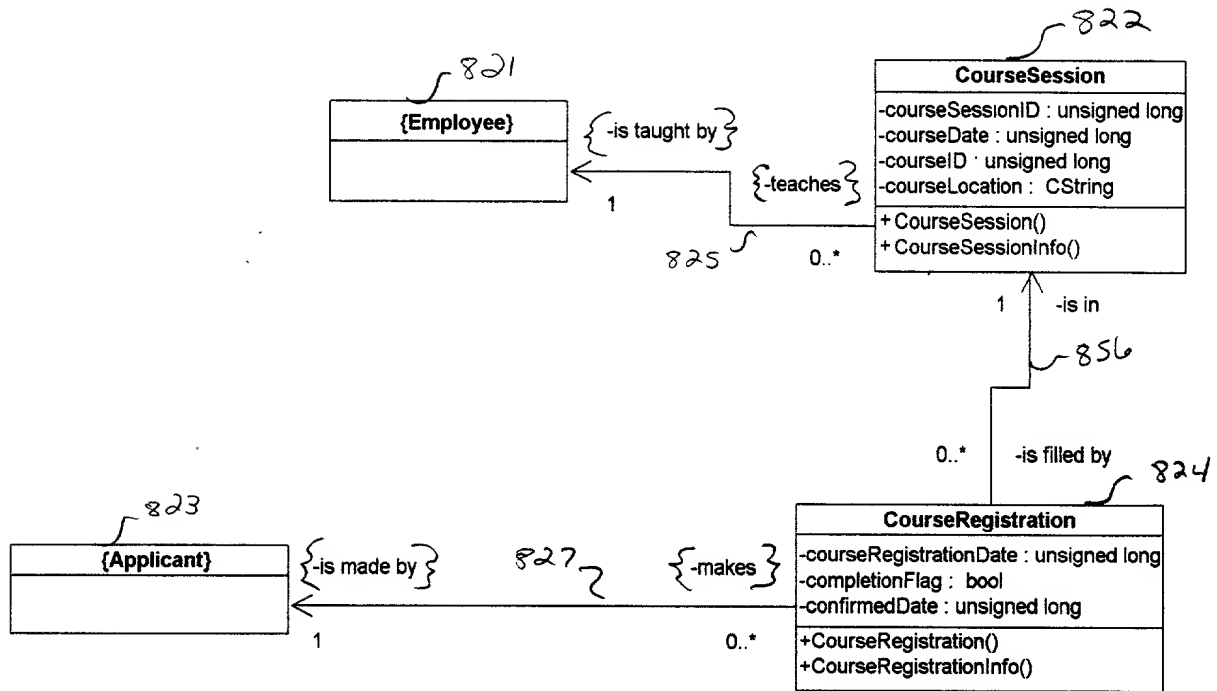 822
CourseSession
-courseSessionID : unsigned long
-courseDate : unsigned long
-courseID : unsigned long
-courseLocation : CString
+ CourseSession()
+ CourseSessionInfo()
821
{Employee}
{-is taught by}
1
{-teaches}
825
0..*
1
-is in
856
0..*
-is filled by
824
CourseRegistration
-courseRegistrationDate : unsigned long
-completionFlag : bool
-confirmedDate : unsigned long
+CourseRegistration()
+CourseRegistrationInfo()
823
{Applicant}
{-is made by}
1
827
{-makes}
0..*